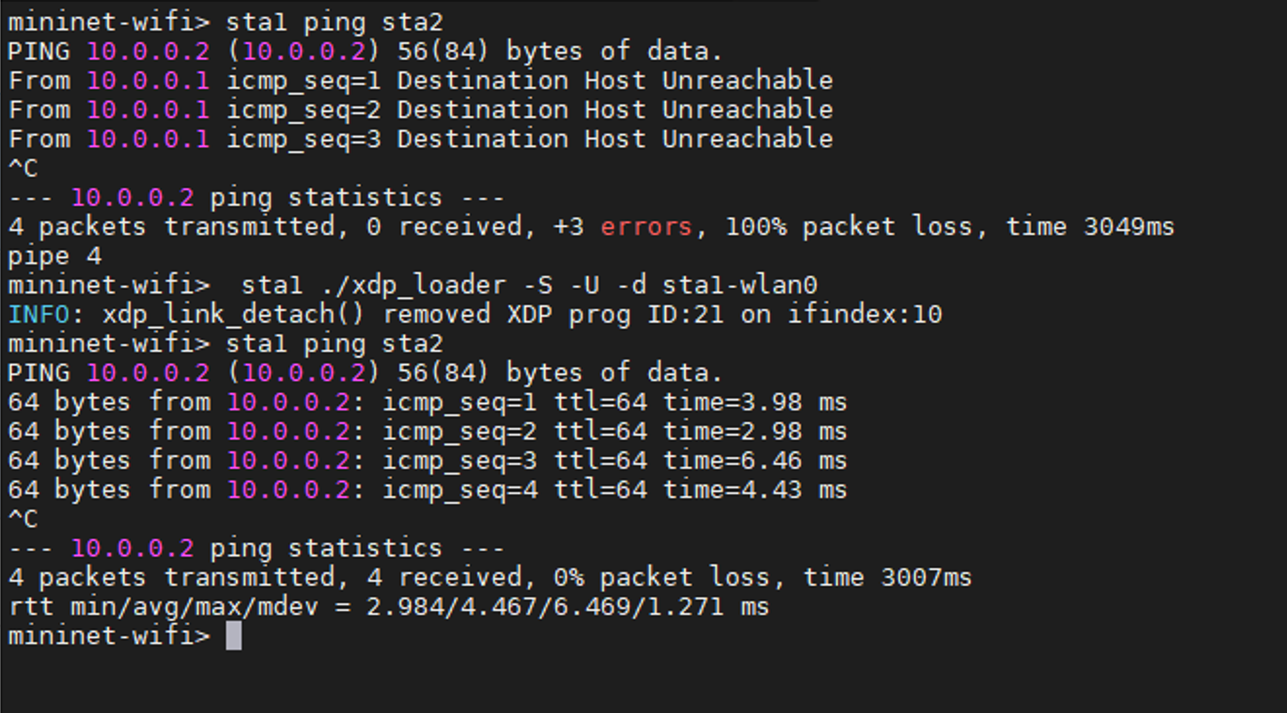 mininet-wifi> sta1 ping sta2
PING 10.0.0.2 (10.0.0.2) 56(84) bytes of data.
From 10.0.0.1 icmp_seq=1 Destination Host Unreachable
From 10.0.0.1 icmp_seq=2 Destination Host Unreachable
From 10.0.0.1 icmp_seq=3 Destination Host Unreachable
^C
--- 10.0.0.2 ping statistics ---
4 packets transmitted, 0 received, +3 errors, 100% packet loss, time 3049ms
pipe 4
mininet-wifi>  sta1 ./xdp_loader -S -U -d sta1-wlan0
INFO: xdp_link_detach() removed XDP prog ID:21 on ifindex:10
mininet-wifi> sta1 ping sta2
PING 10.0.0.2 (10.0.0.2) 56(84) bytes of data.
64 bytes from 10.0.0.2: icmp_seq=1 ttl=64 time=3.98 ms
64 bytes from 10.0.0.2: icmp_seq=2 ttl=64 time=2.98 ms
64 bytes from 10.0.0.2: icmp_seq=3 ttl=64 time=6.46 ms
64 bytes from 10.0.0.2: icmp_seq=4 ttl=64 time=4.43 ms
^C
--- 10.0.0.2 ping statistics ---
4 packets transmitted, 4 received, 0% packet loss, time 3007ms
rtt min/avg/max/mdev = 2.984/4.467/6.469/1.271 ms
mininet-wifi>